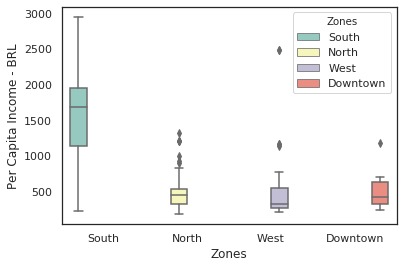 Per Capita Income - BRL
3000
2500
2000
1500
1000
500
Zones
South
North
West
Downtown
South
North
West
Downtown
Zones